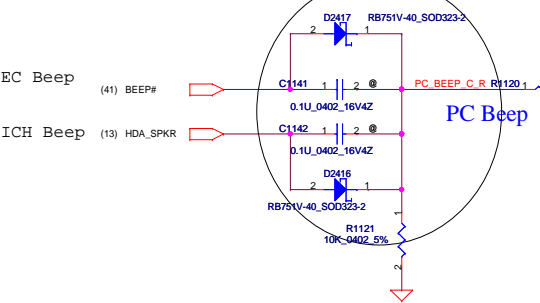 D2417 RB751V-40_SOD323-2
2 1
EC Beep (41) BEEP# C1141 1 2 @ PC_BEEP_C_R R1120 1
0.1U_0402_16V4Z PC Beep
ICH Beep (13) HDA_SPKR C1142 1 2 @
0.1U_0402_16V4Z
D2416
2 1
RB751V-40_SOD323-2
1
R1121
10K_0402_5%
2